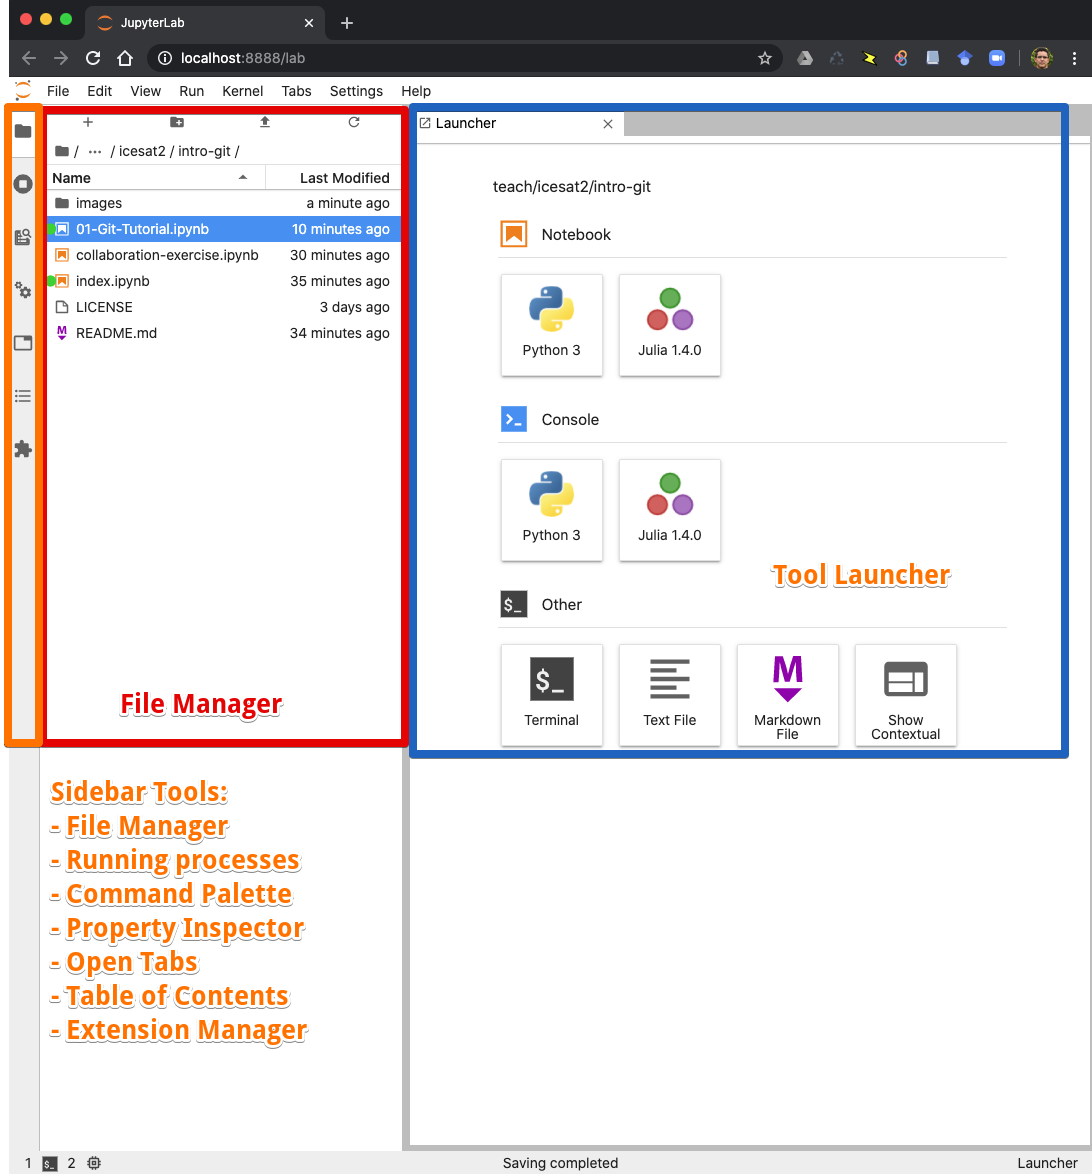 JupyterLab
localhost:8888/lab
File Edit View Run Kernel Tabs Settings Help
/ ... / icesat2 / intro-git /
Name Last Modified
images a minute ago
01-Git-Tutorial.ipynb 10 minutes ago
collaboration-exercise.ipynb 30 minutes ago
index.ipynb 35 minutes ago
LICENSE 3 days ago
README.md 34 minutes ago
File Manager
Launcher
teach/icesat2/intro-git
Notebook
Python 3 Julia 1.4.0
Console
Python 3 Julia 1.4.0
Tool Launcher
$_ Other
$_
Terminal Text File Markdown File Show Contextual
Sidebar Tools:
- File Manager
- Running processes
- Command Palette
- Property Inspector
- Open Tabs
- Table of Contents
- Extension Manager
1 $_ 2 Saving completed Launcher